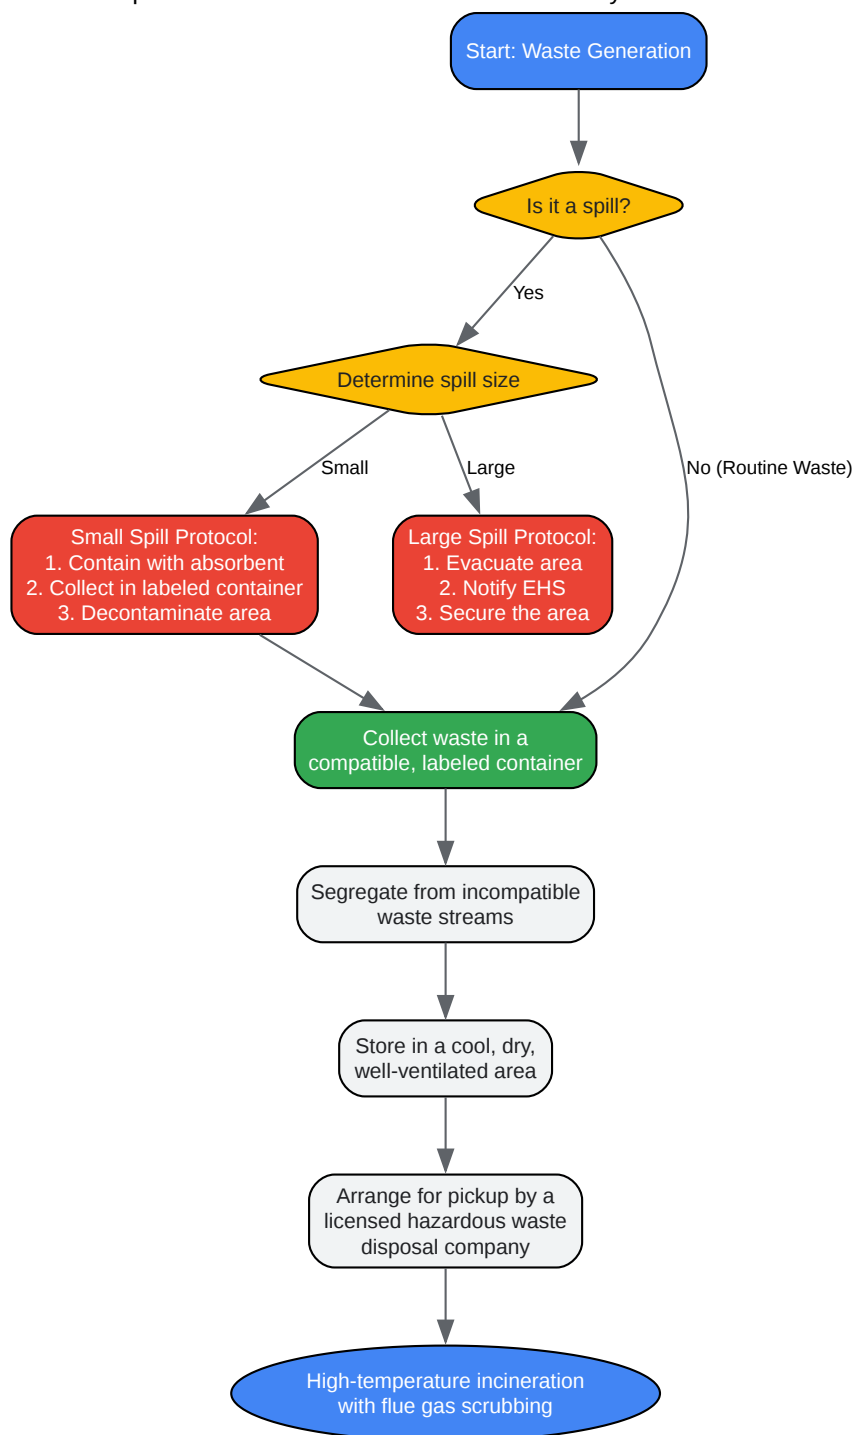 Start: Waste Generation
Is it a spill?
Yes
Determine spill size
Small
Large
No (Routine Waste)
Small Spill Protocol:
1. Contain with absorbent
2. Collect in labeled container
3. Decontaminate area
Large Spill Protocol:
1. Evacuate area
2. Notify EHS
3. Secure the area
Collect waste in a
compatible, labeled container
Segregate from incompatible
waste streams
Store in a cool, dry,
well-ventilated area
Arrange for pickup by a
licensed hazardous waste
disposal company
High-temperature incineration
with flue gas scrubbing